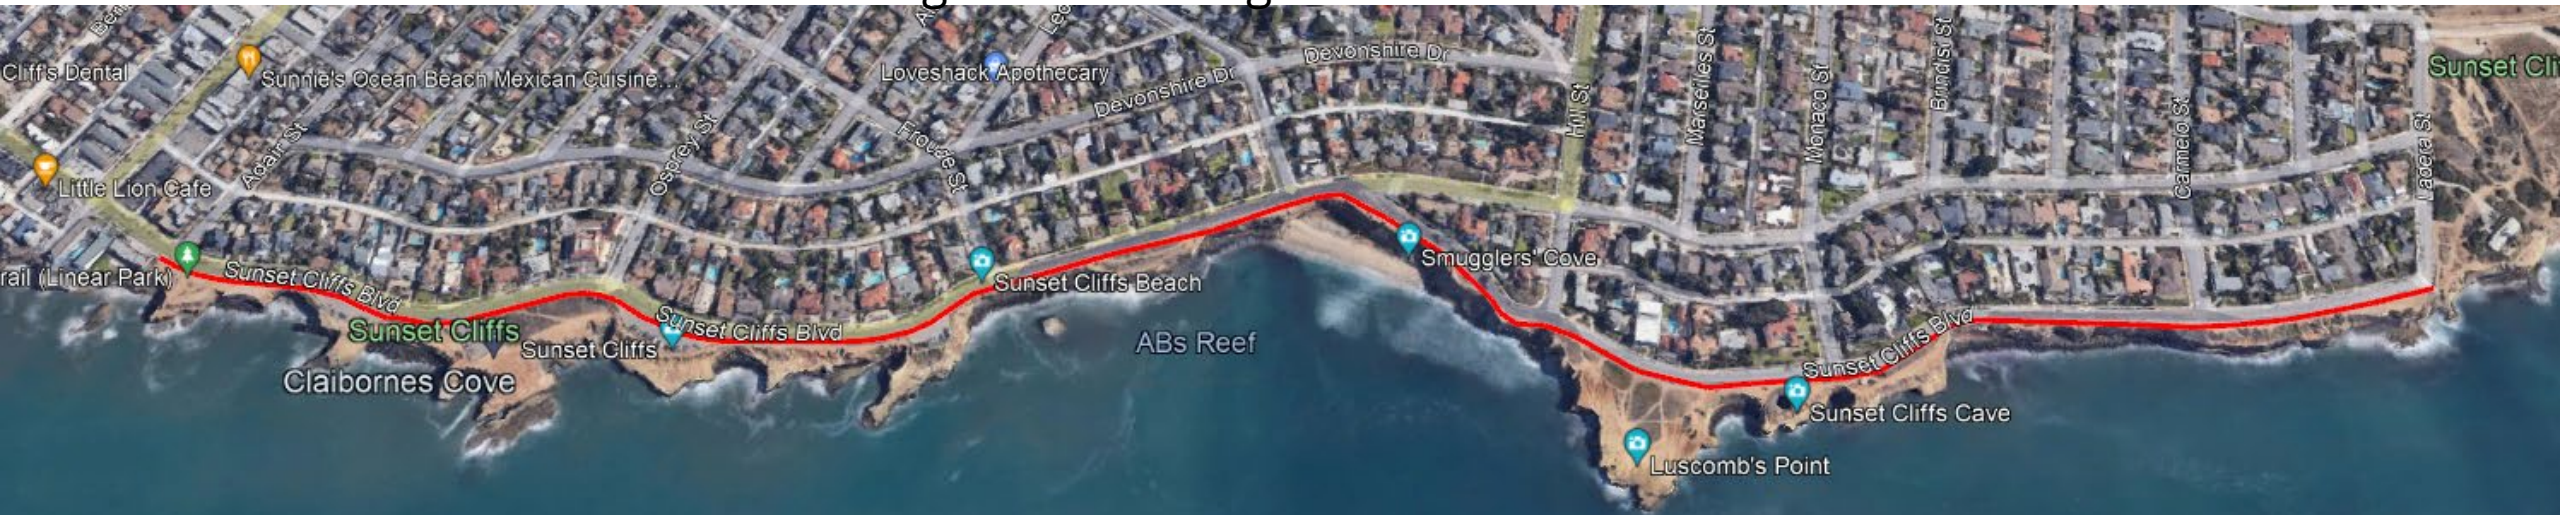 Cliff's Dental
Sunnie's Ocean Beach Mexican Cuisine...
Loveshack Apothecary
Devonshire Dr
Devonshire Dr
Hill St
Marseilles St
Monaco St
Brindisi St
Carmelo St
Ladera St
Little Lion Cafe
Adair St
Osprey St
Froude St
rail (Linear Park)
Sunset Cliffs Blvd
Sunset Cliffs
Claibornes Cove
Sunset Cliffs
Sunset Cliffs Blvd
Sunset Cliffs Beach
ABs Reef
Smugglers' Cove
Sunset Cliffs Blvd
Sunset Cliffs Cave
Luscomb's Point
Sunset Cli